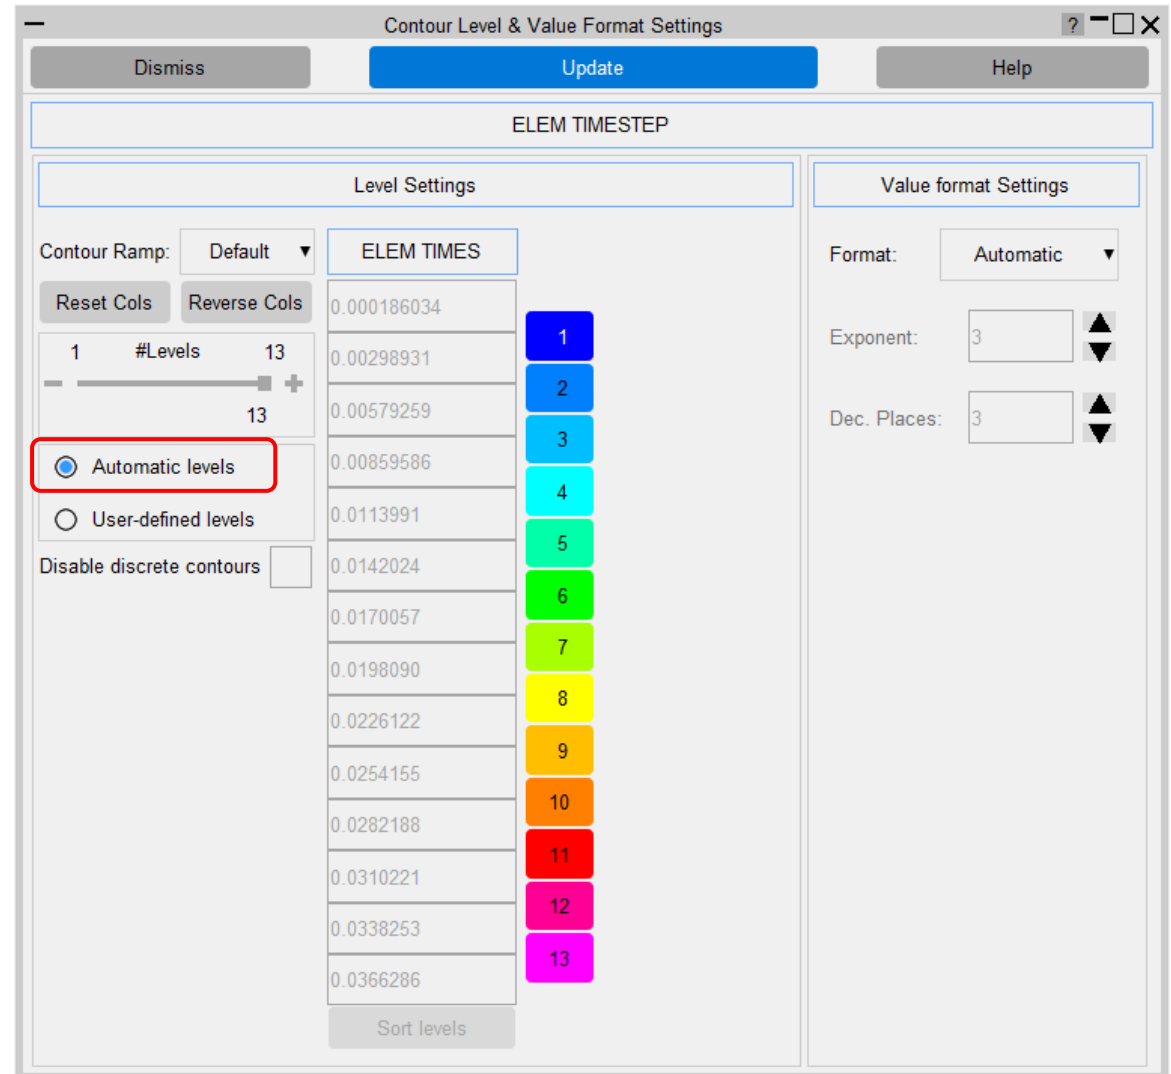 Contour Level & Value Format Settings ?
Dismiss Update Help
ELEM TIMESTEP
Level Settings
Contour Ramp: Default ELEM TIMES
Reset Cols Reverse Cols
1 #Levels 13
13
Automatic levels
User-defined levels
Disable discrete contours
0.000186034
0.00298931
0.00579259
0.00859586
0.0113991
0.0142024
0.0170057
0.0198090
0.0226122
0.0254155
0.0282188
0.0310221
0.0338253
0.0366286
Sort levels
1
2
3
4
5
6
7
8
9
10
11
12
13
Value format Settings
Format: Automatic
Exponent: 3
Dec. Places: 3